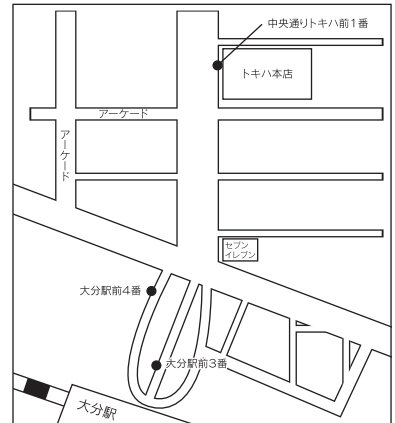 中央通りトキハ前1番
トキハ本店
アーケード
アーケード
セブン
イレブン
大分駅前4番
大分駅前3番
大分駅